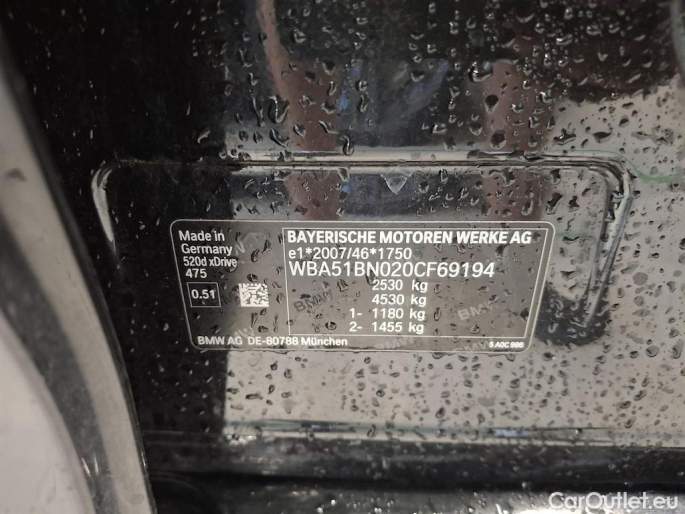 Made in
Germany
520d xDrive
475
0.51
BAYERISCHE MOTOREN WERKE AG
e1*2007/46*1750
WBA51BN020CF69194
2530 kg
4530 kg
1- 1180 kg
2- 1455 kg
BMW AG DE-80788 München
CarOutlet.eu